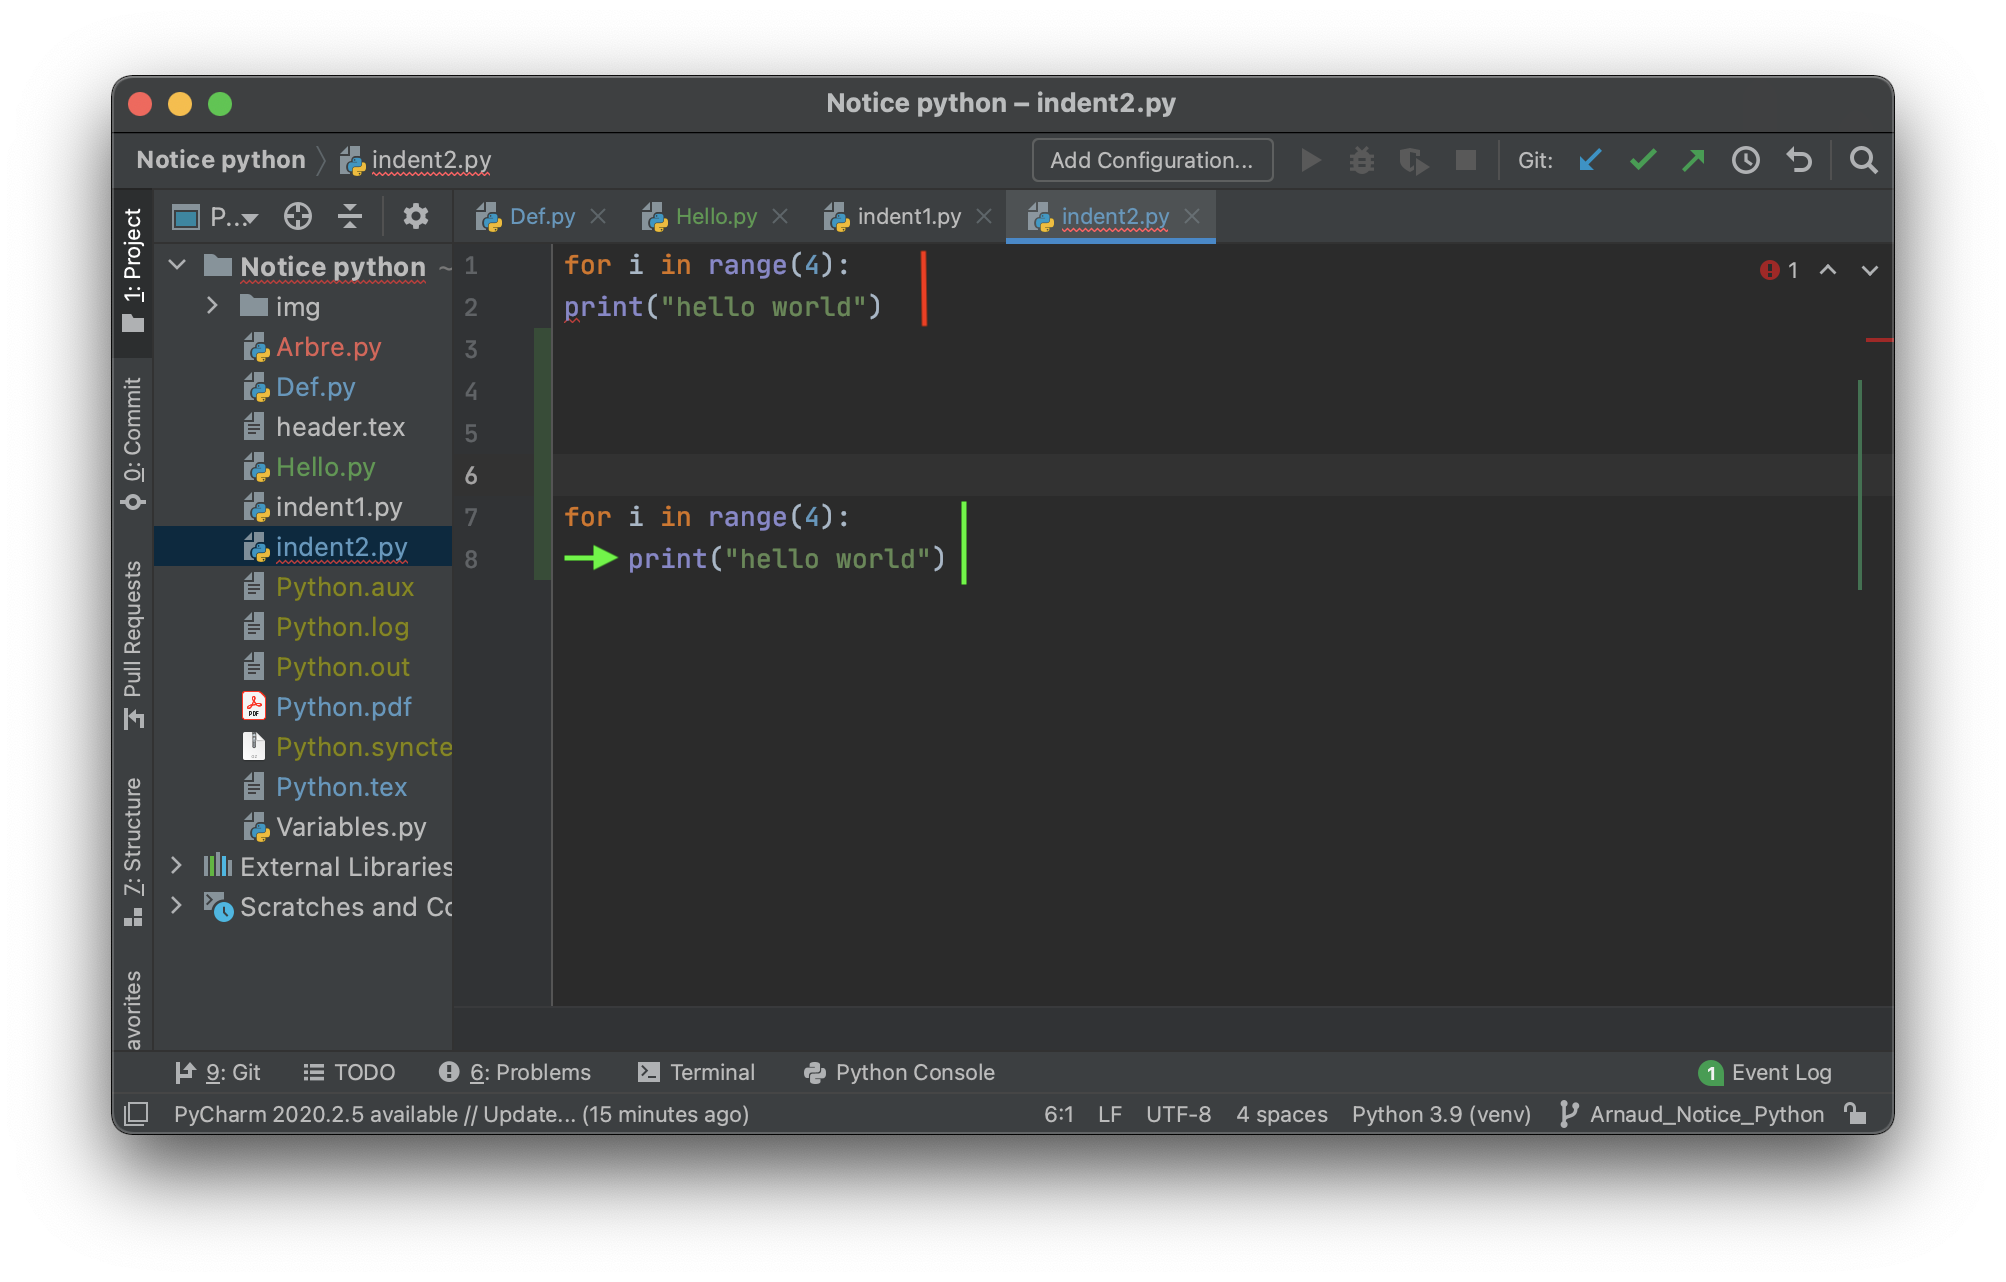 Notice python – indent2.py
Notice python
indent2.py
Add Configuration...
Git:
1: Project
0: Commit
Pull Requests
7: Structure
avorites
P...
Def.py
Hello.py
indent1.py
indent2.py
Notice python ~
img
Arbre.py
Def.py
header.tex
Hello.py
indent1.py
indent2.py
Python.aux
Python.log
Python.out
Python.pdf
Python.syncte
Python.tex
Variables.py
External Libraries
Scratches and Co
1 for i in range(4):
2 print("hello world")
3
4
5
6
7 for i in range(4):
8 print("hello world")
1
9: Git
TODO
6: Problems
Terminal
Python Console
1 Event Log
PyCharm 2020.2.5 available // Update... (15 minutes ago)
6:1
LF
UTF-8
4 spaces
Python 3.9 (venv)
Arnaud_Notice_Python